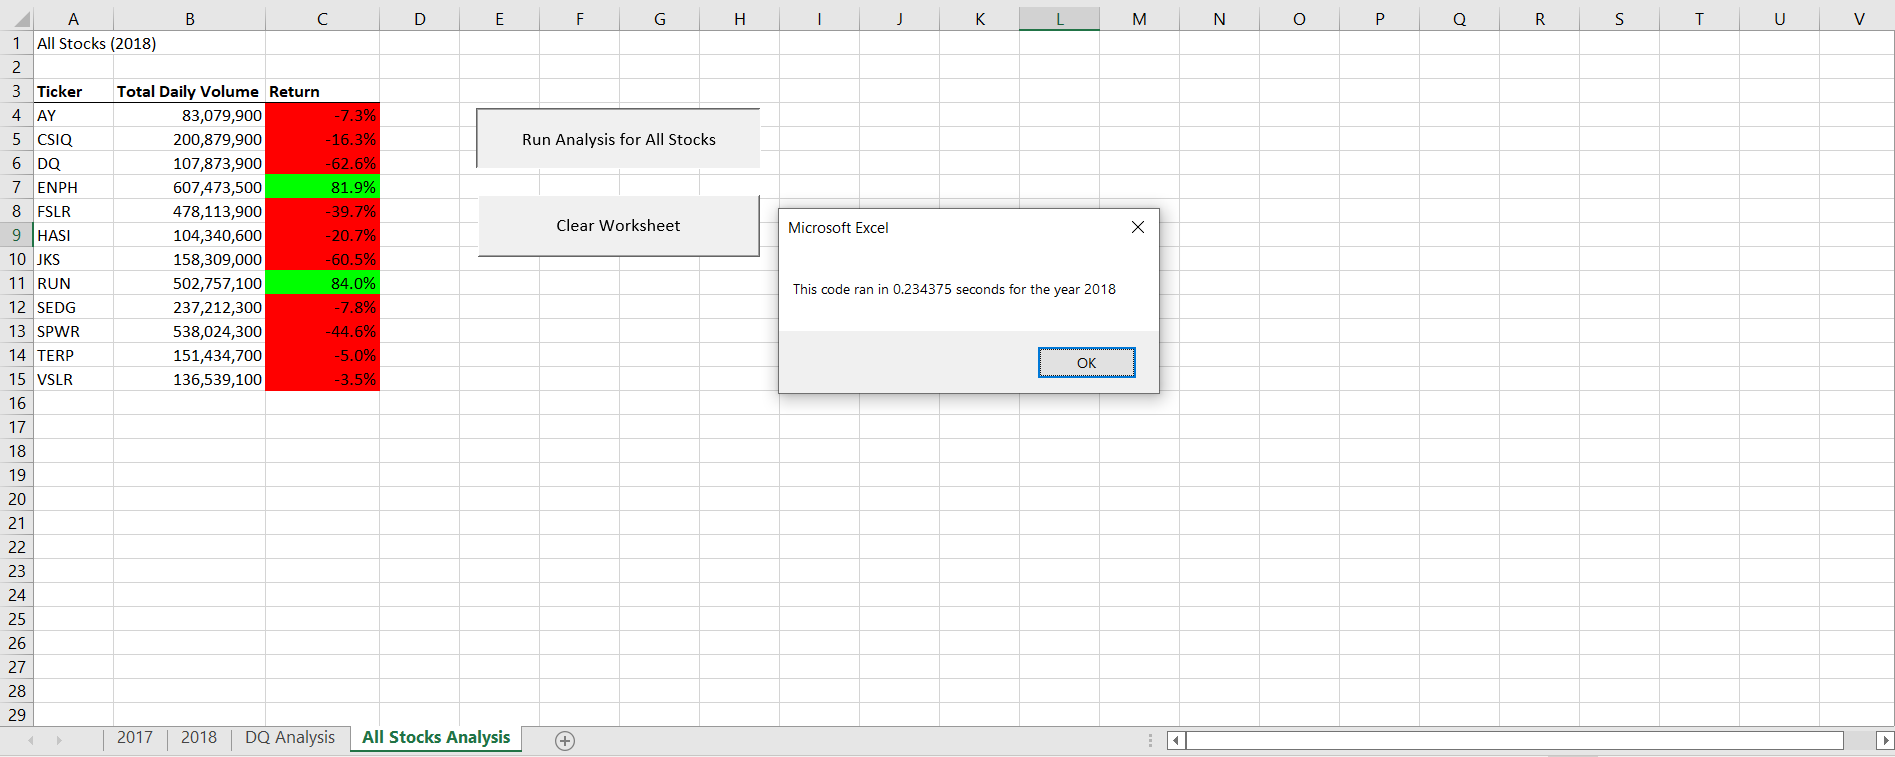 A B C D E F G H I J K L M N O P Q R S T U V
1 All Stocks (2018)
2
3 Ticker Total Daily Volume Return
4 AY 83,079,900 -7.3%
5 CSIQ 200,879,900 -16.3%
6 DQ 107,873,900 -62.6%
7 ENPH 607,473,500 81.9%
8 FSLR 478,113,900 -39.7%
9 HASI 104,340,600 -20.7%
10 JKS 158,309,000 -60.5%
11 RUN 502,757,100 84.0%
12 SEDG 237,212,300 -7.8%
13 SPWR 538,024,300 -44.6%
14 TERP 151,434,700 -5.0%
15 VSLR 136,539,100 -3.5%
16
17
18
19
20
21
22
23
24
25
26
27
28
29
Run Analysis for All Stocks
Clear Worksheet
Microsoft Excel
This code ran in 0.234375 seconds for the year 2018
OK
2017 2018 DQ Analysis All Stocks Analysis